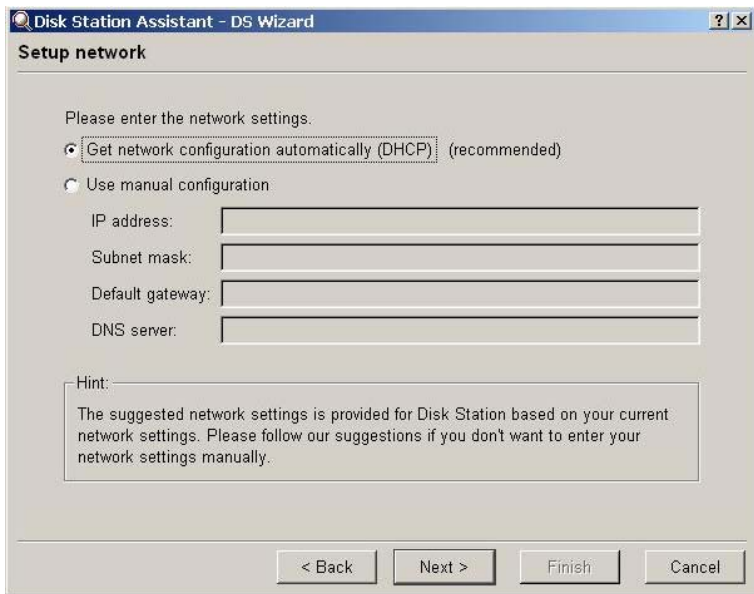 Disk Station Assistant - DS Wizard
Setup network
Please enter the network settings.
Get network configuration automatically (DHCP) (recommended)
Use manual configuration
IP address:
Subnet mask:
Default gateway:
DNS server:
Hint:
The suggested network settings is provided for Disk Station based on your current
network settings. Please follow our suggestions if you don't want to enter your
network settings manually.
< Back Next > Finish Cancel